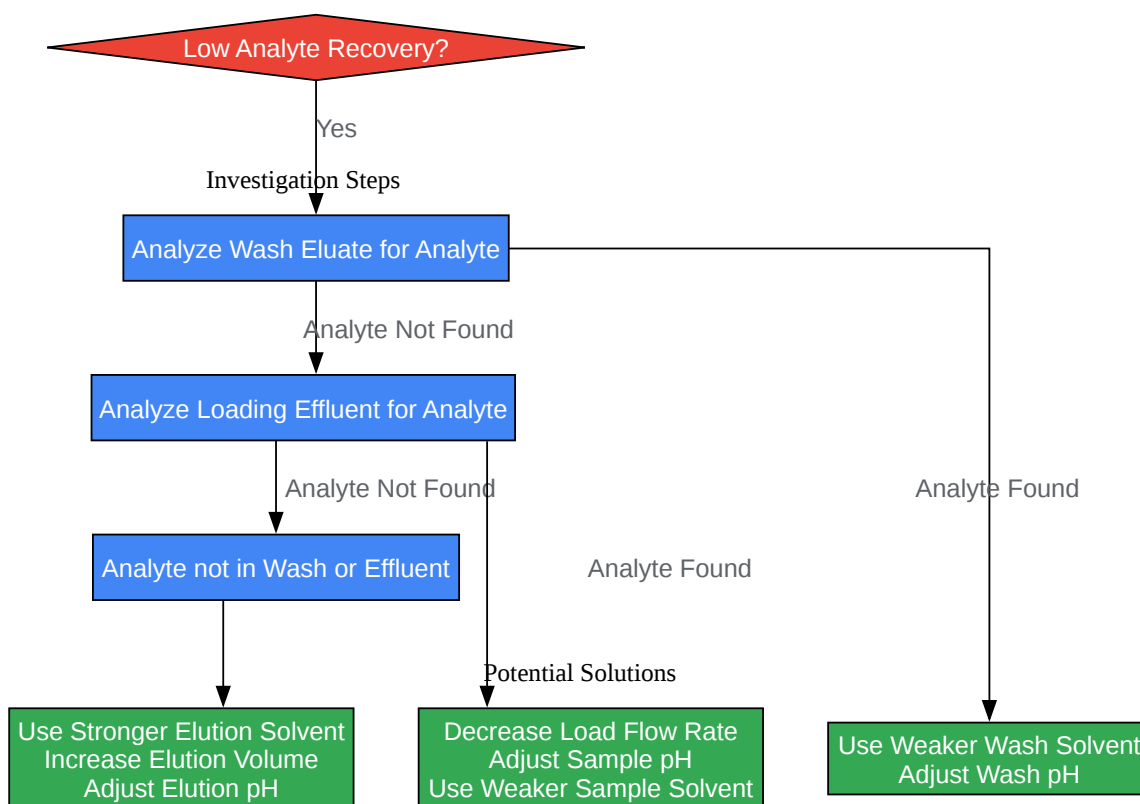 Low Analyte Recovery?
Yes
Investigation Steps
Analyze Wash Eluate for Analyte
Analyte Not Found
Analyze Loading Effluent for Analyte
Analyte Not Found
Analyte Found
Analyte not in Wash or Effluent
Analyte Found
Potential Solutions
Use Stronger Elution Solvent
Increase Elution Volume
Adjust Elution pH
Decrease Load Flow Rate
Adjust Sample pH
Use Weaker Sample Solvent
Use Weaker Wash Solvent
Adjust Wash pH